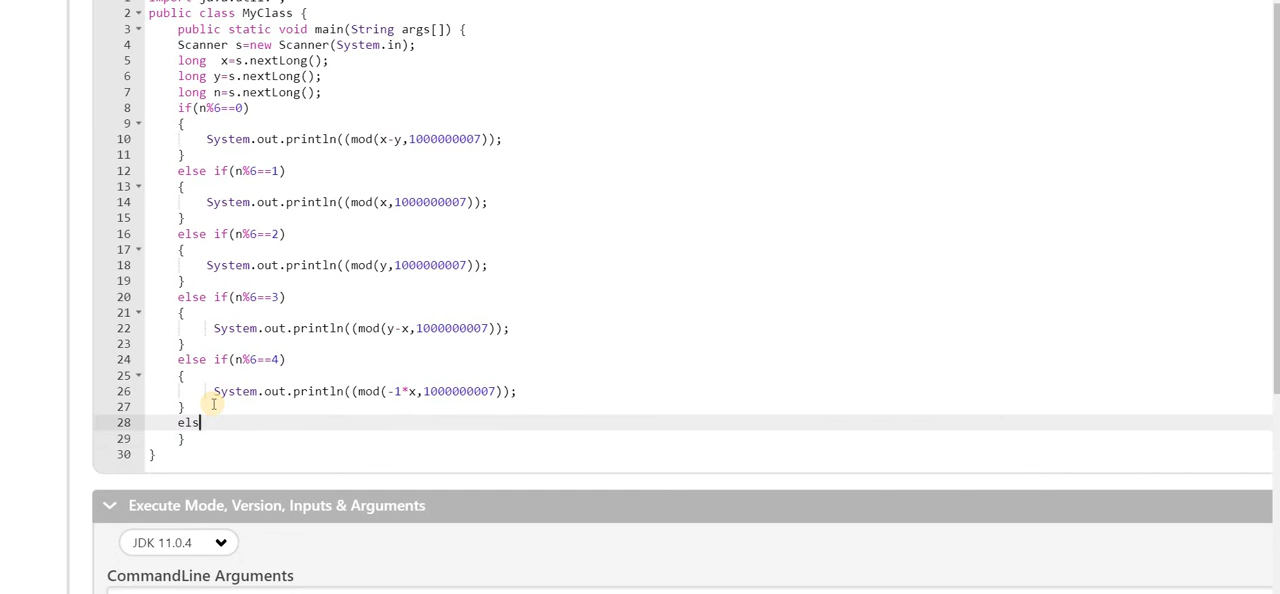 2 public class MyClass {
3 public static void main(String args[]) {
4 Scanner s=new Scanner(System.in);
5 long  x=s.nextLong();
6 long y=s.nextLong();
7 long n=s.nextLong();
8 if(n%6==0)
9 {
10 System.out.println((mod(x-y,1000000007));
11 }
12 else if(n%6==1)
13 {
14 System.out.println((mod(x,1000000007));
15 }
16 else if(n%6==2)
17 {
18 System.out.println((mod(y,1000000007));
19 }
20 else if(n%6==3)
21 {
22 System.out.println((mod(y-x,1000000007));
23 }
24 else if(n%6==4)
25 {
26 System.out.println((mod(-1*x,1000000007));
27 }
28 els
29 }
30 }
Execute Mode, Version, Inputs & Arguments
JDK 11.0.4
CommandLine Arguments